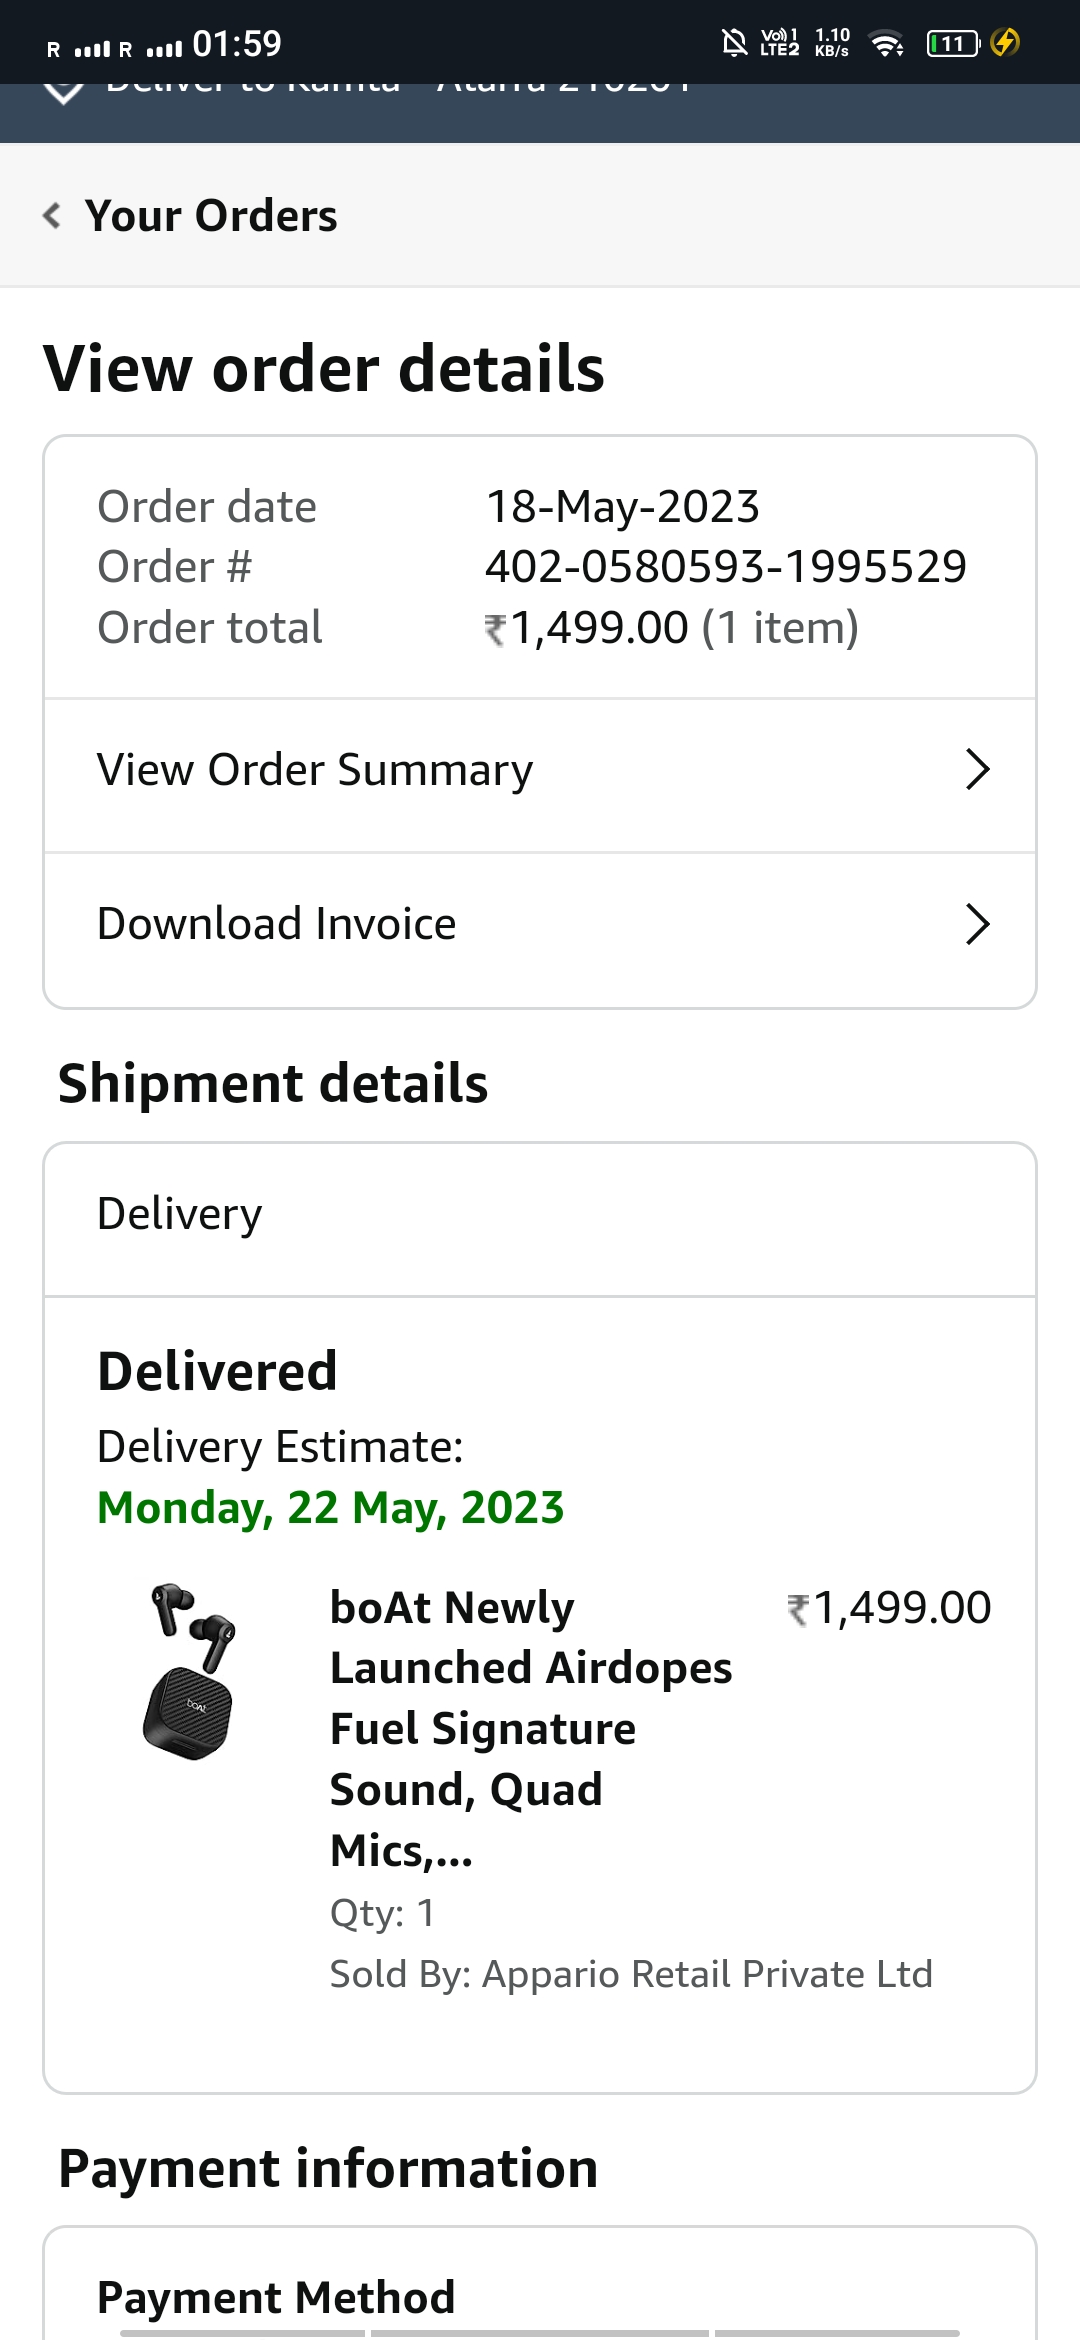 R R 01:59 Vo) 1 LTE2 1.10 KB/s 11
Your Orders
View order details
Order date 18-May-2023
Order # 402-0580593-1995529
Order total ₹1,499.00 (1 item)
View Order Summary
Download Invoice
Shipment details
Delivery
Delivered
Delivery Estimate:
Monday, 22 May, 2023
boAt Newly ₹1,499.00
Launched Airdopes
Fuel Signature
Sound, Quad
Mics,...
Qty: 1
Sold By: Appario Retail Private Ltd
boAt
Payment information
Payment Method